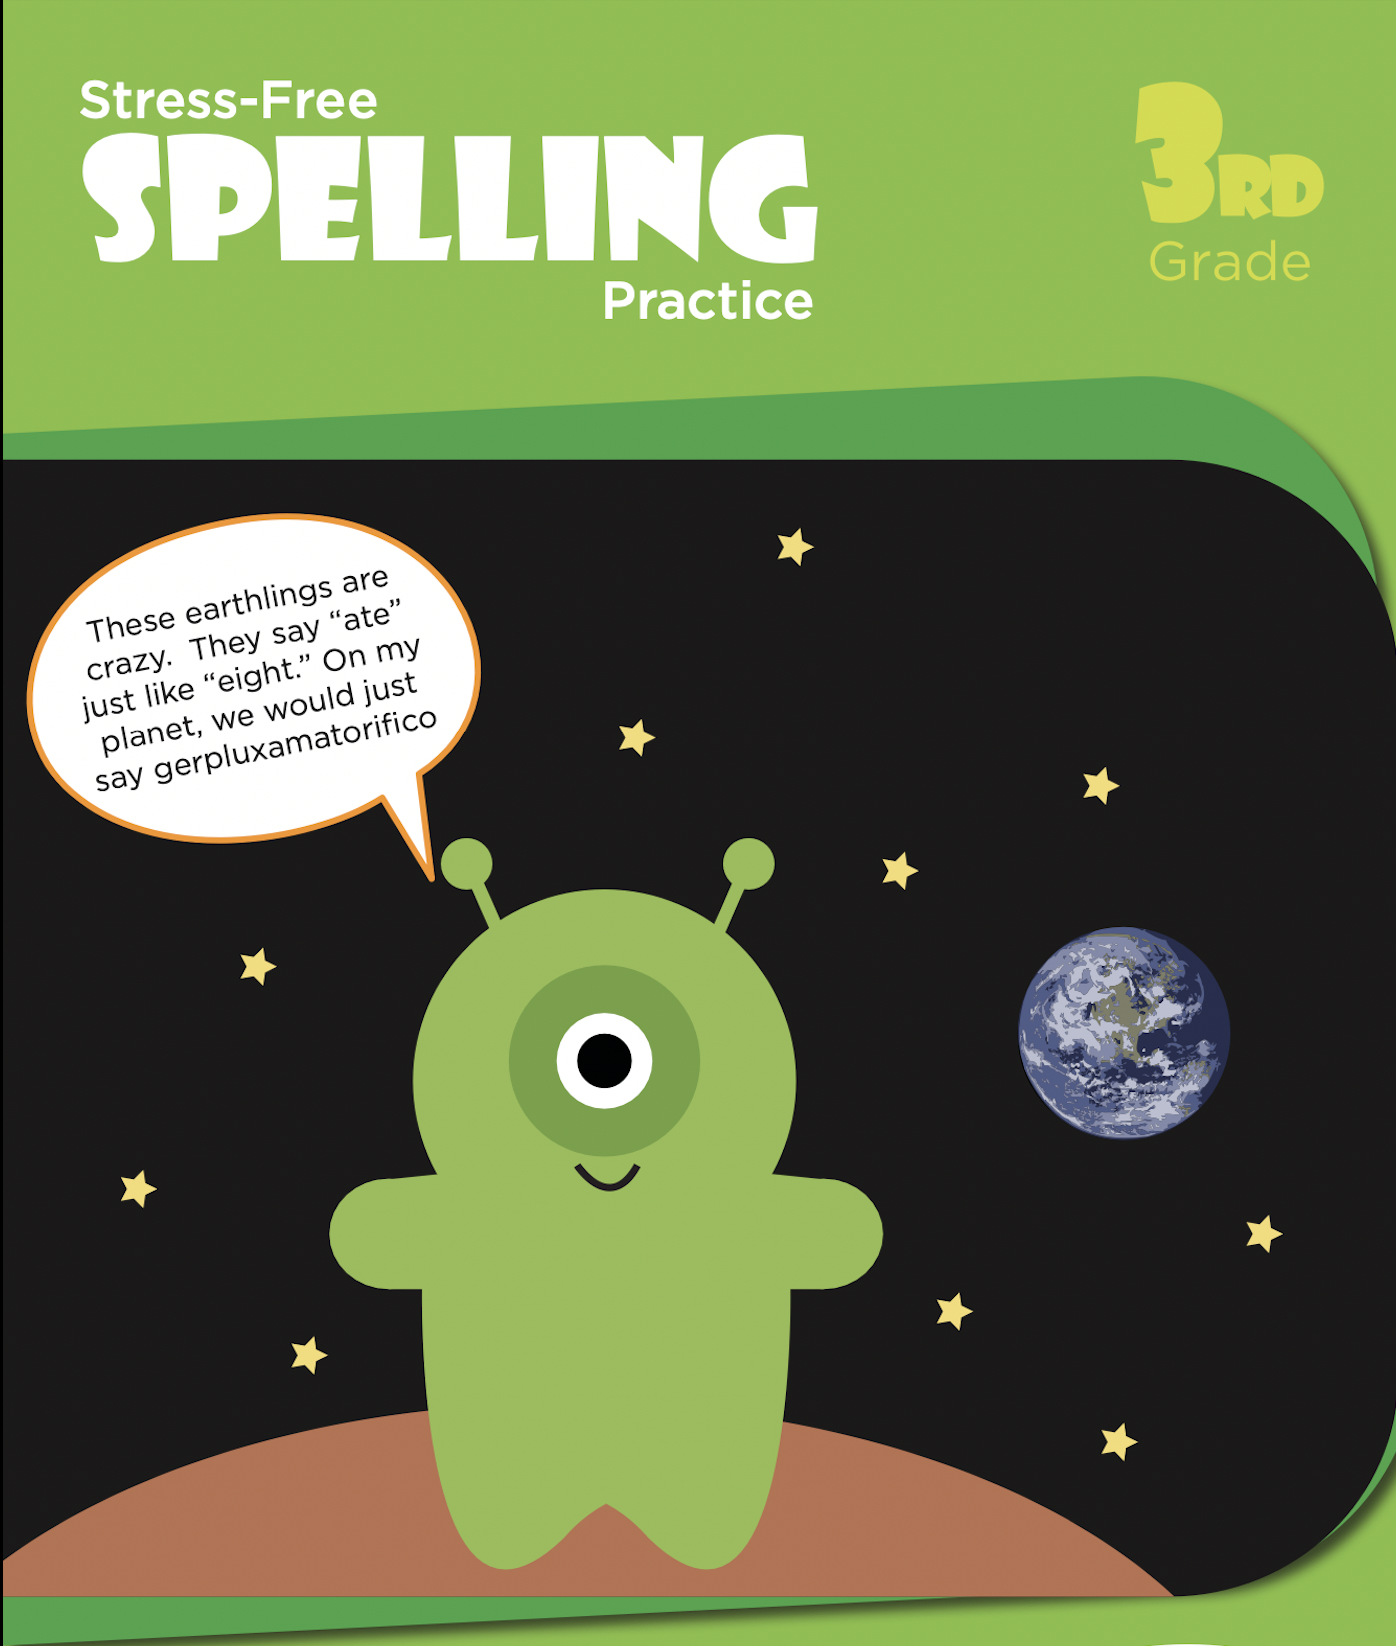 Stress-Free
SPELLING
Practice
3RD
Grade
These earthlings are
crazy. They say “ate”
just like “eight.” On my
planet, we would just
say gerpluxamatorifico